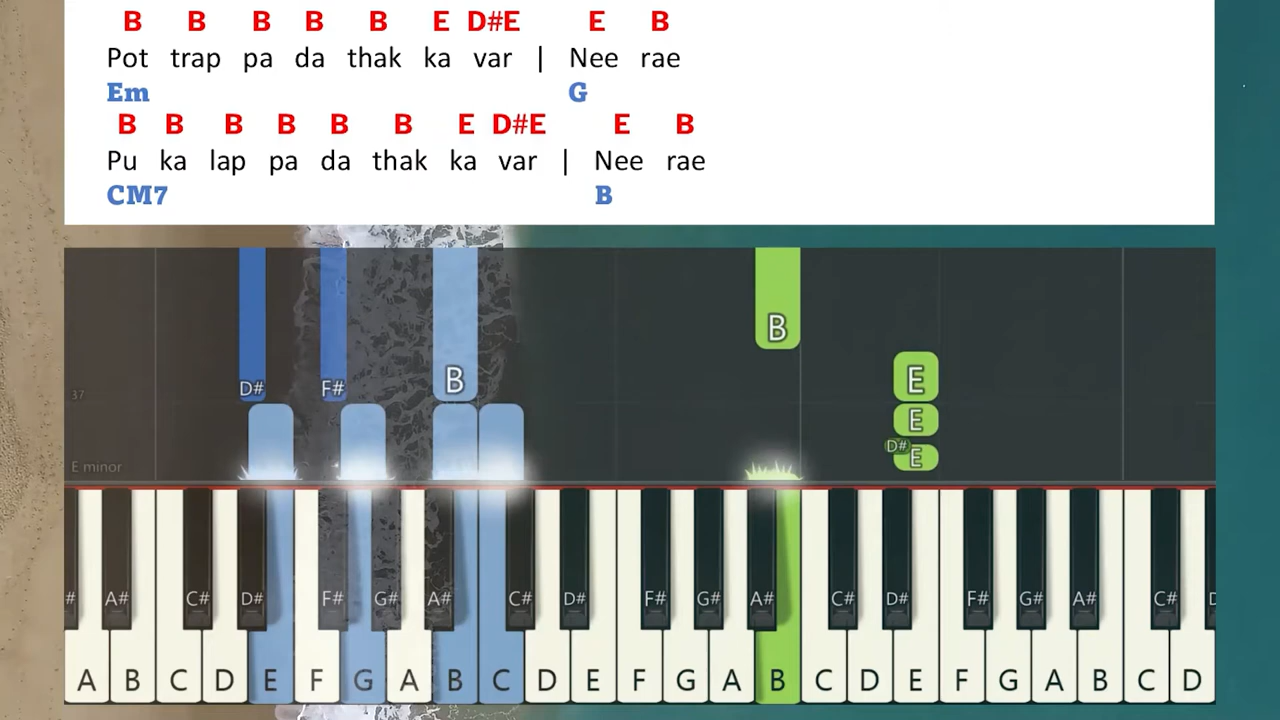 B B B B B E D#E E B
Pot trap pa da thak ka var | Nee rae
Em G
B B B B B B E D#E E B
Pu ka lap pa da thak ka var | Nee rae
CM7 B
B
E
D# F# B
37
E
D#
E
E minor
# A# C# D# F# G# A# C# D# F# G# A# C# D# F# G# A# C# D
A B C D E F G A B C D E F G A B C D E F G A B C D